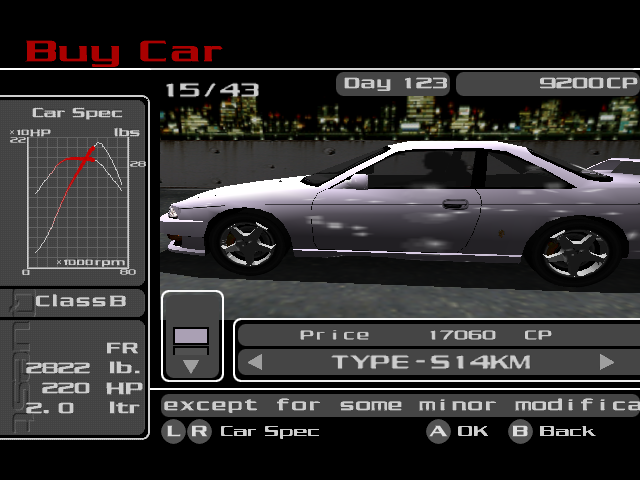 Buy Car
15/43
Day 123
9200CP
Car Spec
×10HP
lbs
22
28
×1000rpm
0
80
ClassB
FR
2822 lb.
220 HP
2.0 ltr
Price 17060 CP
TYPE-S14KM
except for some minor modifica
L R Car Spec
A OK
B Back